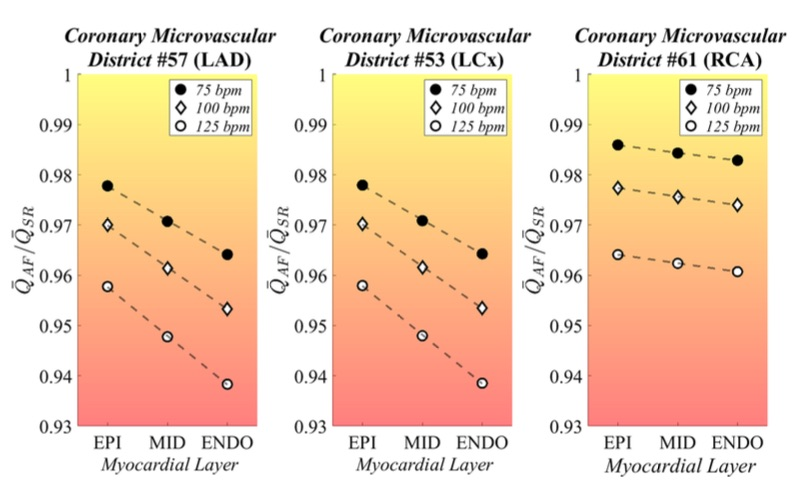 Coronary Microvascular
District #57 (LAD)
1
0.99
0.98
0.97
0.96
0.95
0.94
0.93
Q̄AF/Q̄SR
75 bpm
100 bpm
125 bpm
EPI MID ENDO
Myocardial Layer
Coronary Microvascular
District #53 (LCx)
1
0.99
0.98
0.97
0.96
0.95
0.94
0.93
Q̄AF/Q̄SR
75 bpm
100 bpm
125 bpm
EPI MID ENDO
Myocardial Layer
Coronary Microvascular
District #61 (RCA)
1
0.99
0.98
0.97
0.96
0.95
0.94
0.93
Q̄AF/Q̄SR
75 bpm
100 bpm
125 bpm
EPI MID ENDO
Myocardial Layer